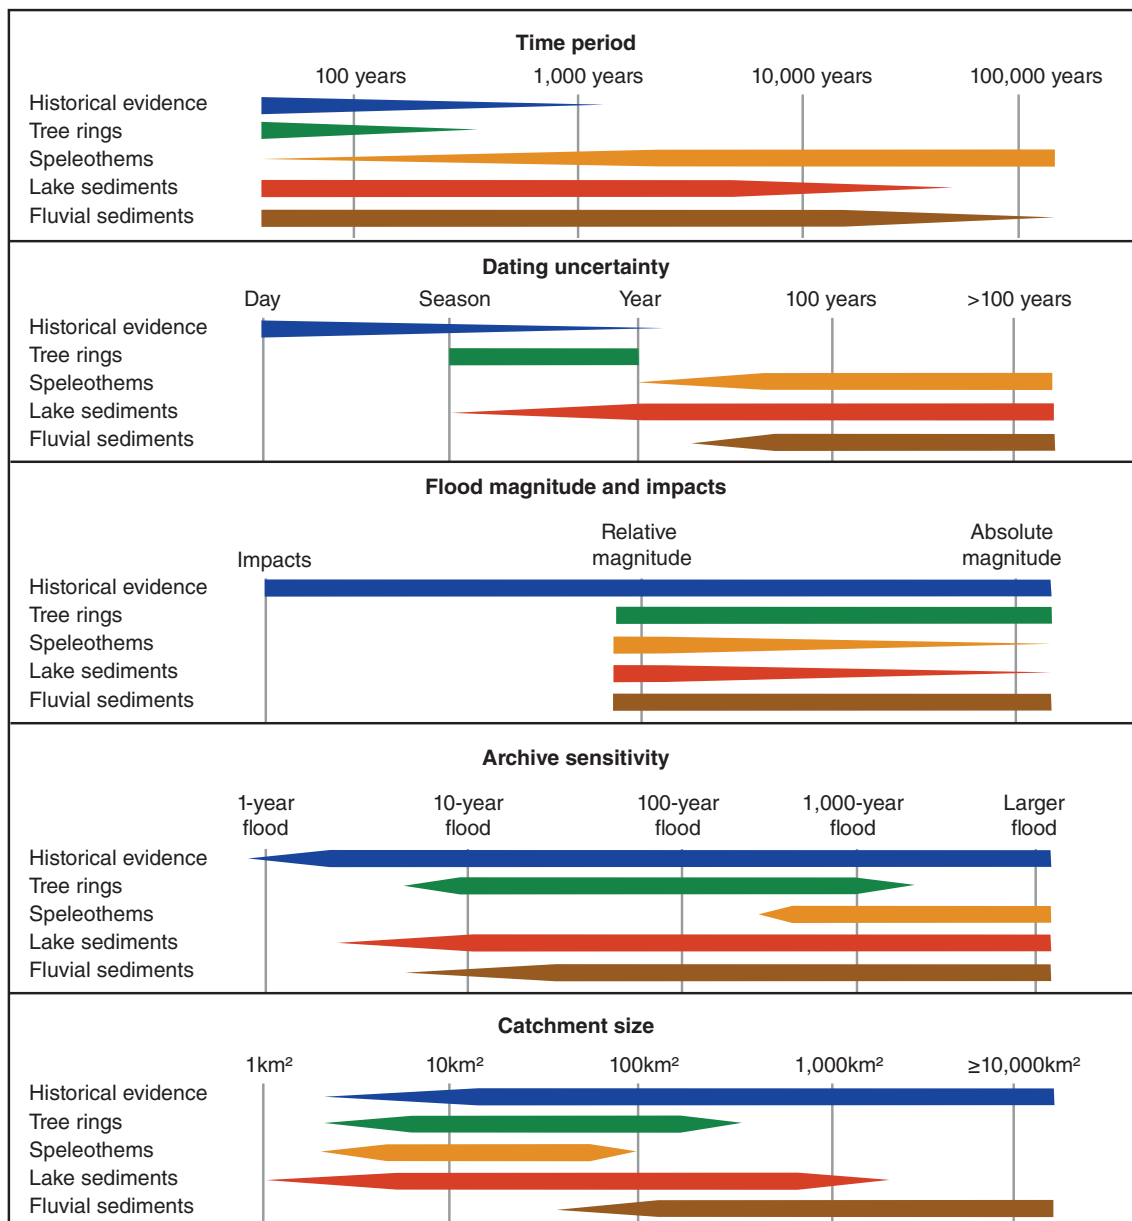 Time period
100 years 1,000 years 10,000 years 100,000 years
Historical evidence
Tree rings
Speleothems
Lake sediments
Fluvial sediments
Dating uncertainty
Day Season Year 100 years >100 years
Historical evidence
Tree rings
Speleothems
Lake sediments
Fluvial sediments
Flood magnitude and impacts
Impacts
Relative magnitude
Absolute magnitude
Historical evidence
Tree rings
Speleothems
Lake sediments
Fluvial sediments
Archive sensitivity
1-year 10-year 100-year 1,000-year Larger
flood flood flood flood flood
Historical evidence
Tree rings
Speleothems
Lake sediments
Fluvial sediments
Catchment size
1km² 10km² 100km² 1,000km² ≥10,000km²
Historical evidence
Tree rings
Speleothems
Lake sediments
Fluvial sediments